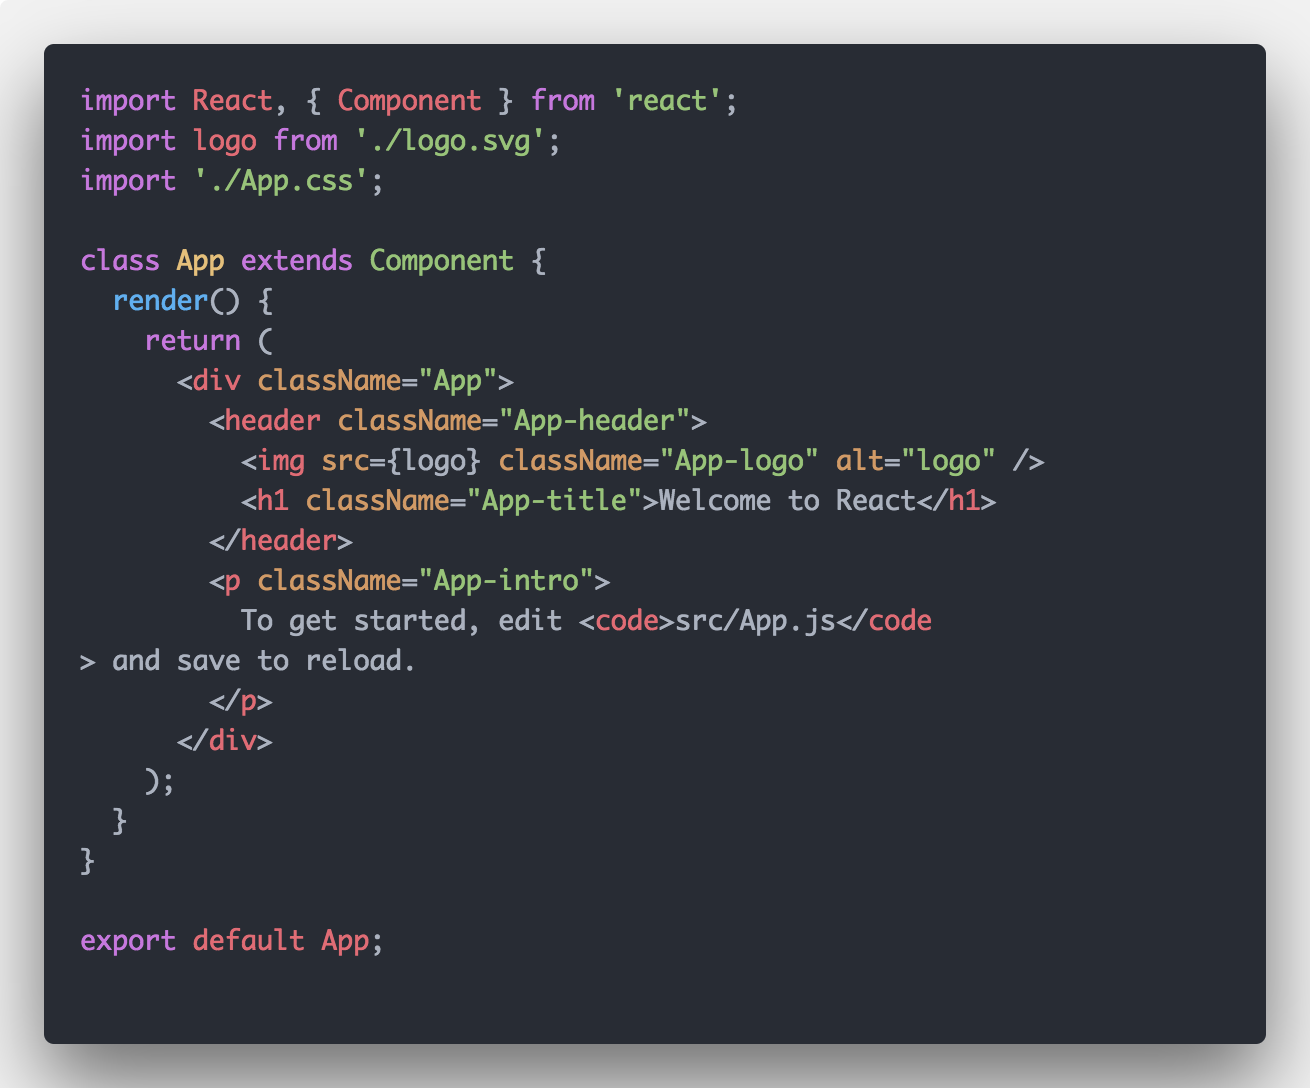 import React, { Component } from 'react';
import logo from './logo.svg';
import './App.css';

class App extends Component {
  render() {
    return (
      <div className="App">
        <header className="App-header">
          <img src={logo} className="App-logo" alt="logo" />
          <h1 className="App-title">Welcome to React</h1>
        </header>
        <p className="App-intro">
          To get started, edit <code>src/App.js</code
> and save to reload.
        </p>
      </div>
    );
  }
}

export default App;